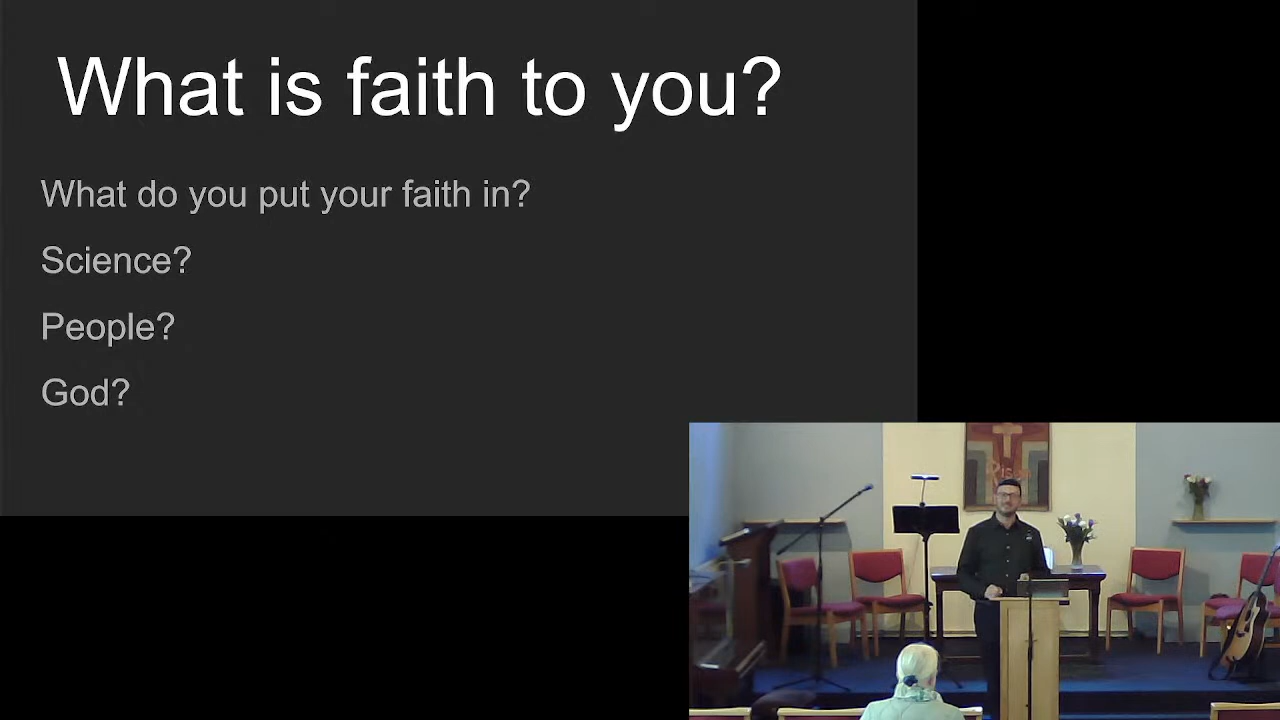 What is faith to you?
What do you put your faith in?
Science?
People?
God?